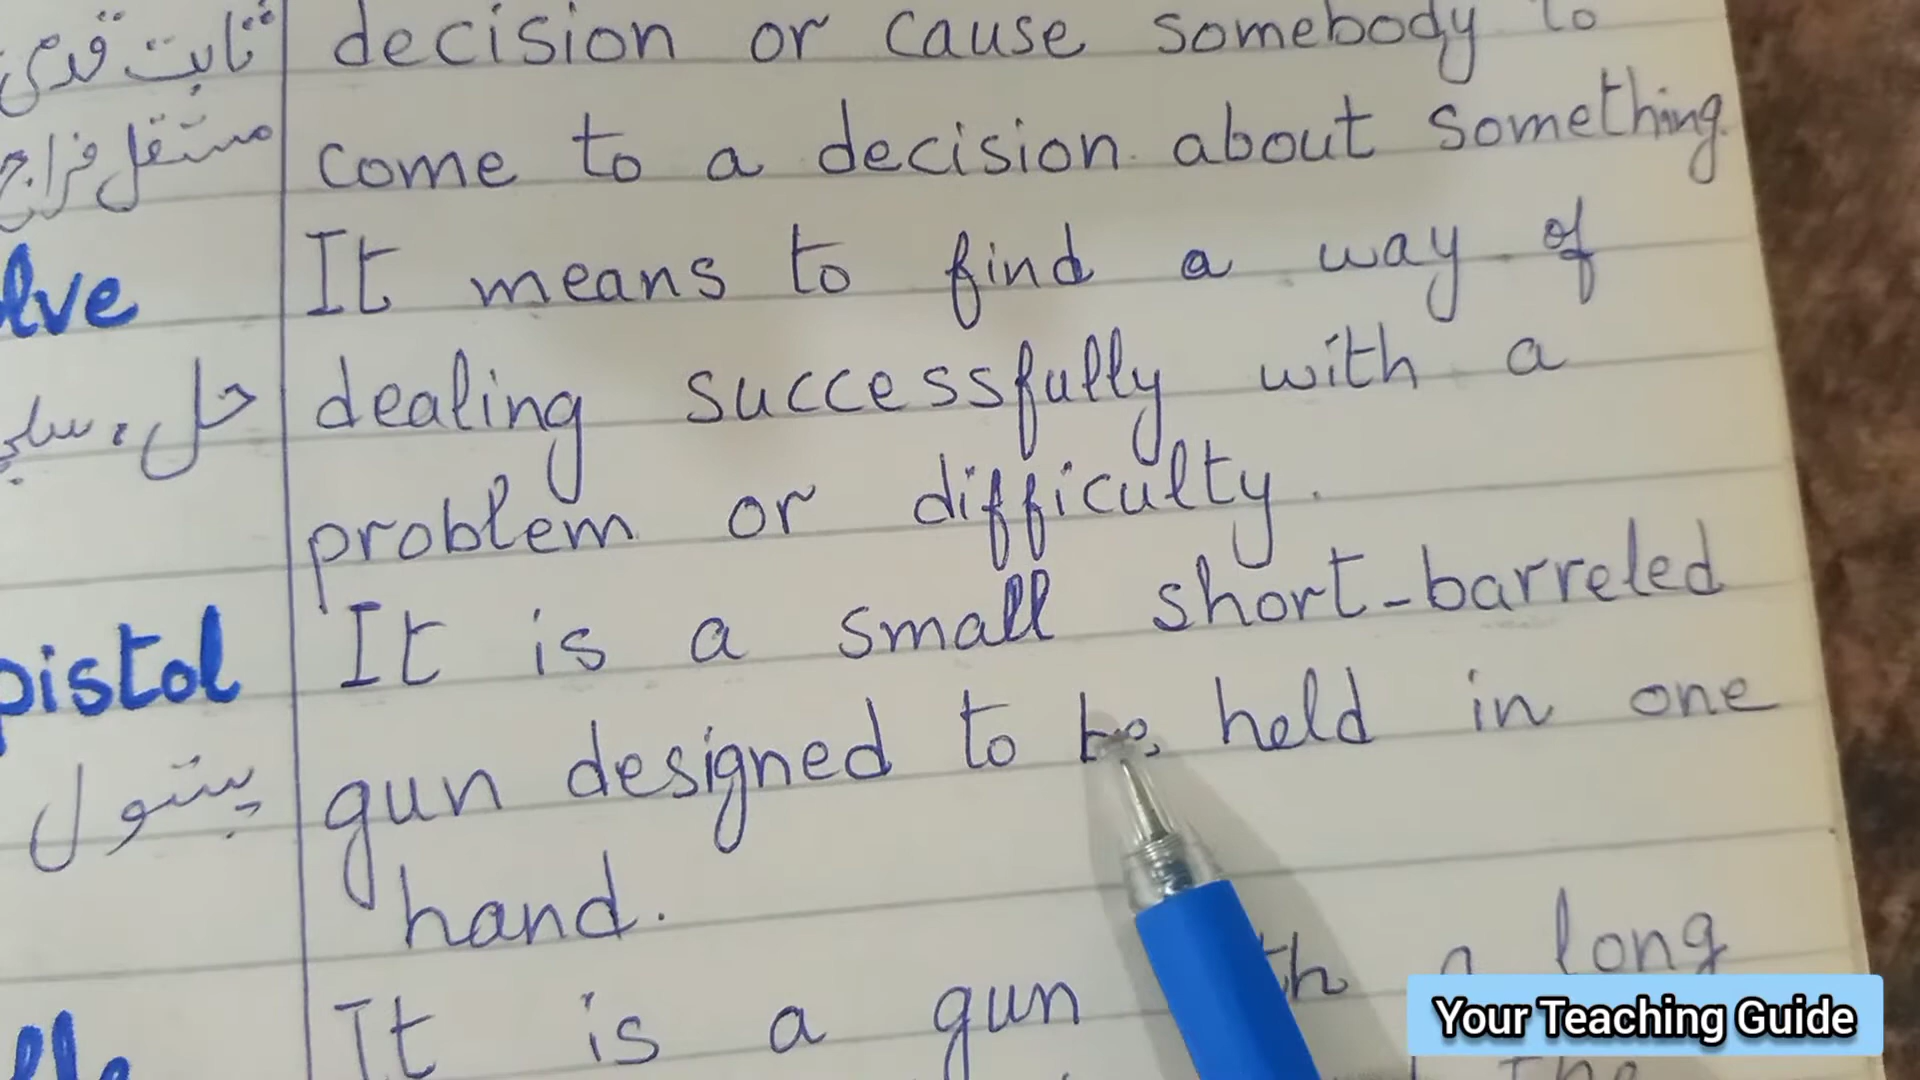 ثابت قدمی decision or cause somebody to
مستقل مزاج come to a decision about something.
lve It means to find a way of
حل، dealing successfully with a
problem or difficulty.
pistol It is a small short-barreled
پستول gun designed to be held in one
hand.
It is a gun a long
Your Teaching Guide